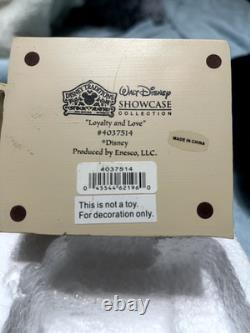 DISNEY TRADITIONS
WALT DISNEY
SHOWCASE
COLLECTION
"Loyalty and Love"
#4037514
©Disney
Produced by Enesco, LLC.
MADE IN CHINA
#4037514
0 45544 62196 0
This is not a toy.
For decoration only.